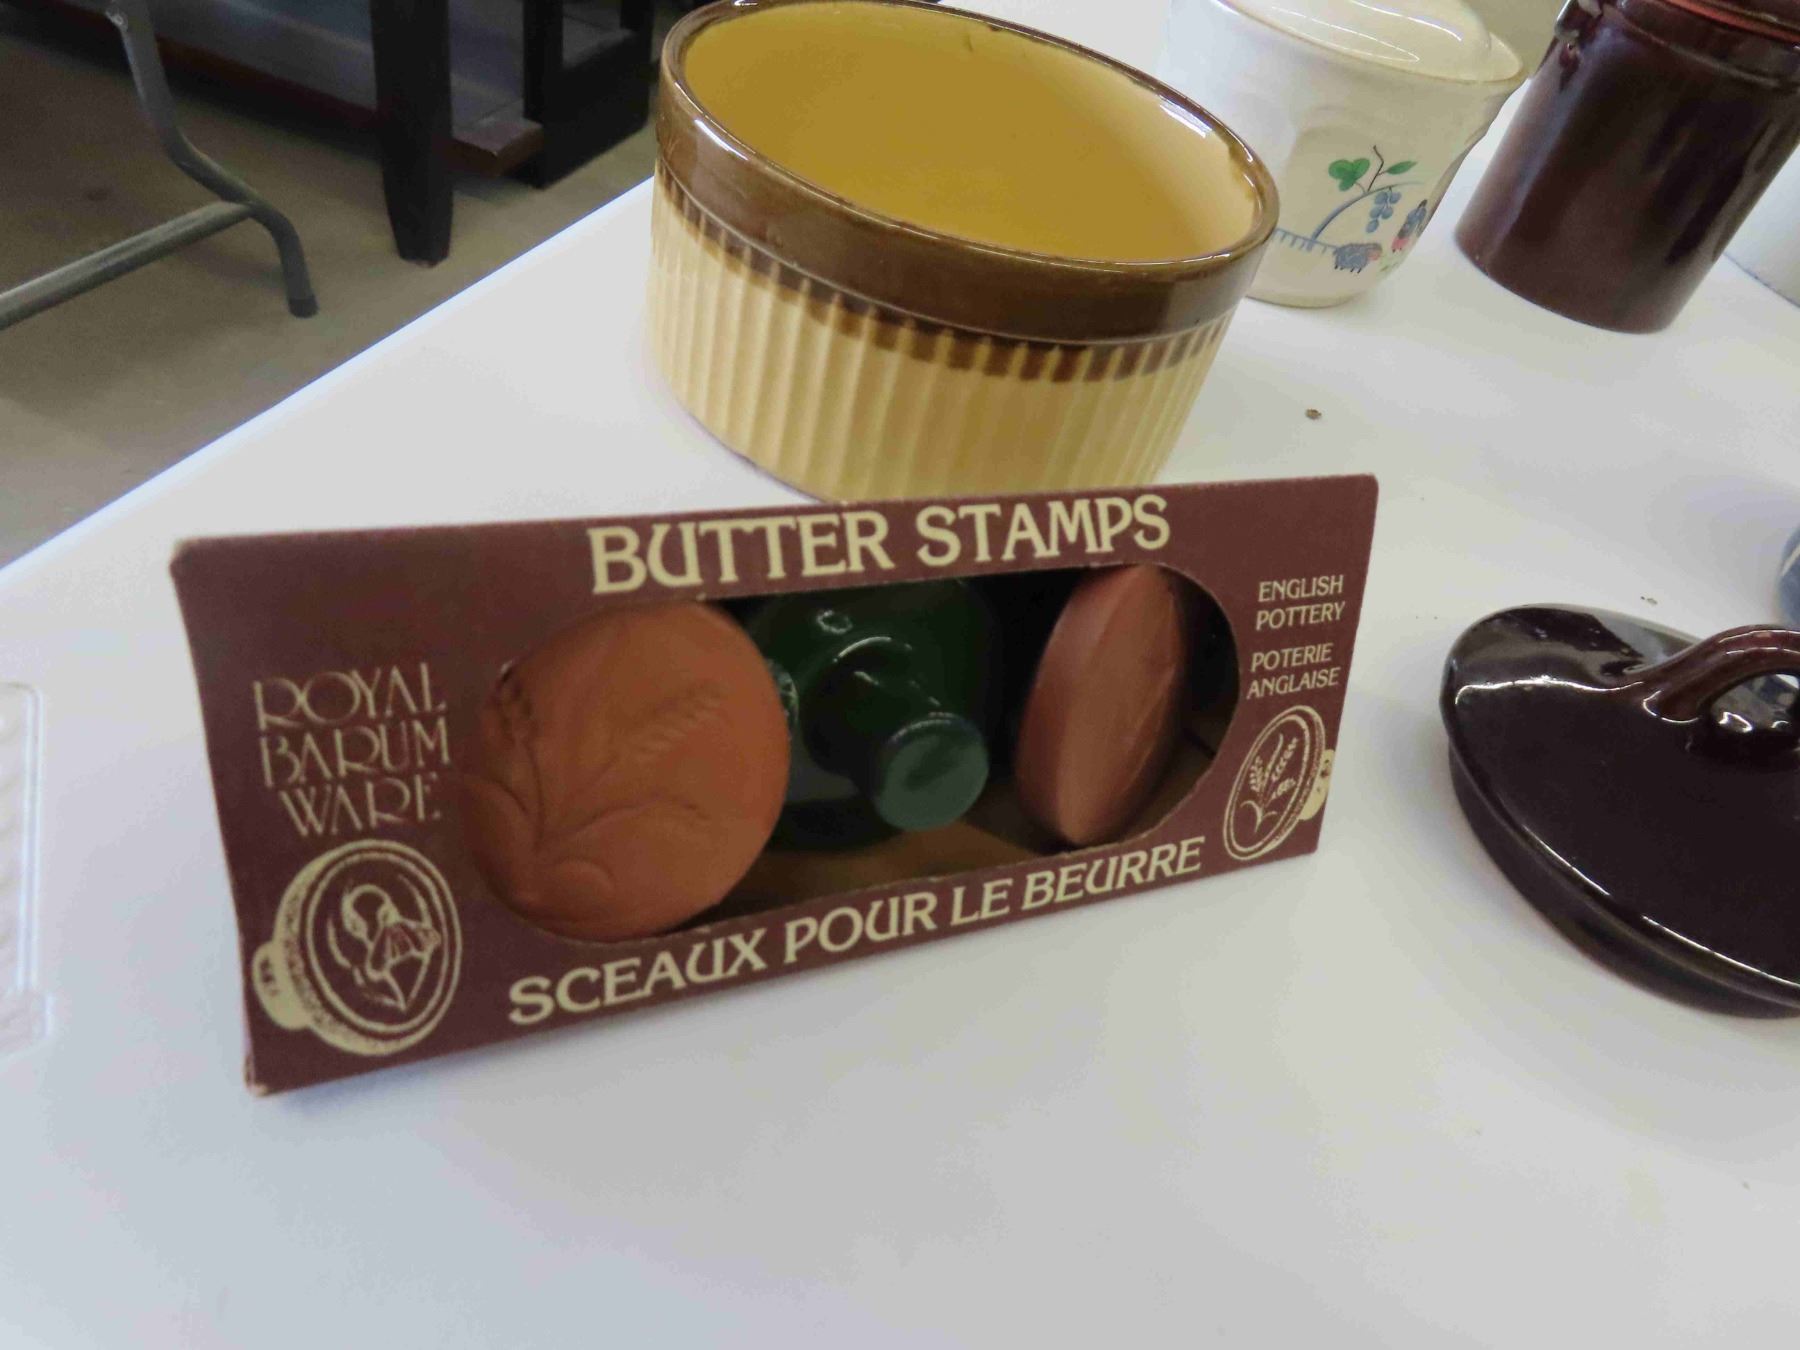 BUTTER STAMPS
ROYAL
BARUM
WARE
ENGLISH
POTTERY
POTERIE
ANGLAISE
SCEAUX POUR LE BEURRE